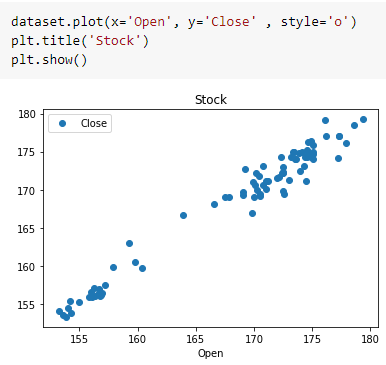 dataset.plot(x='Open', y='Close' , style='o')
plt.title('Stock')
plt.show()
Stock
Close
180
175
170
165
160
155
155 160 165 170 175 180
Open